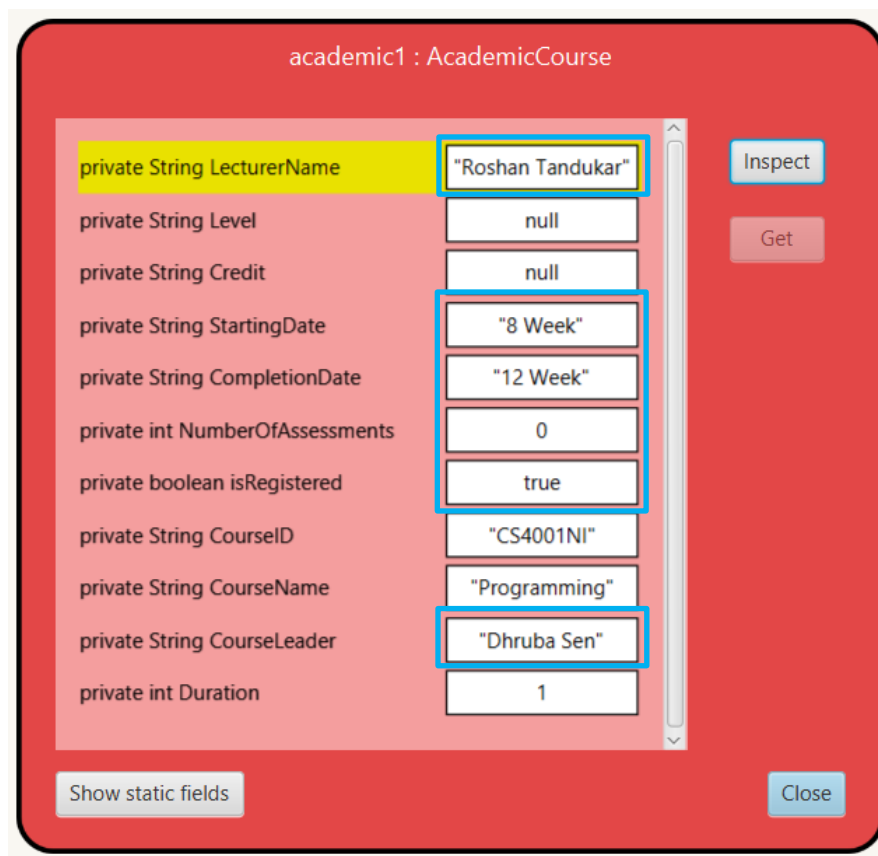 academic1 : AcademicCourse
private String LecturerName "Roshan Tandukar"
Inspect
private String Level null
Get
private String Credit null
private String StartingDate "8 Week"
private String CompletionDate "12 Week"
private int NumberOfAssessments 0
private boolean isRegistered true
private String CourseID "CS4001NI"
private String CourseName "Programming"
private String CourseLeader "Dhruba Sen"
private int Duration 1
Show static fields
Close